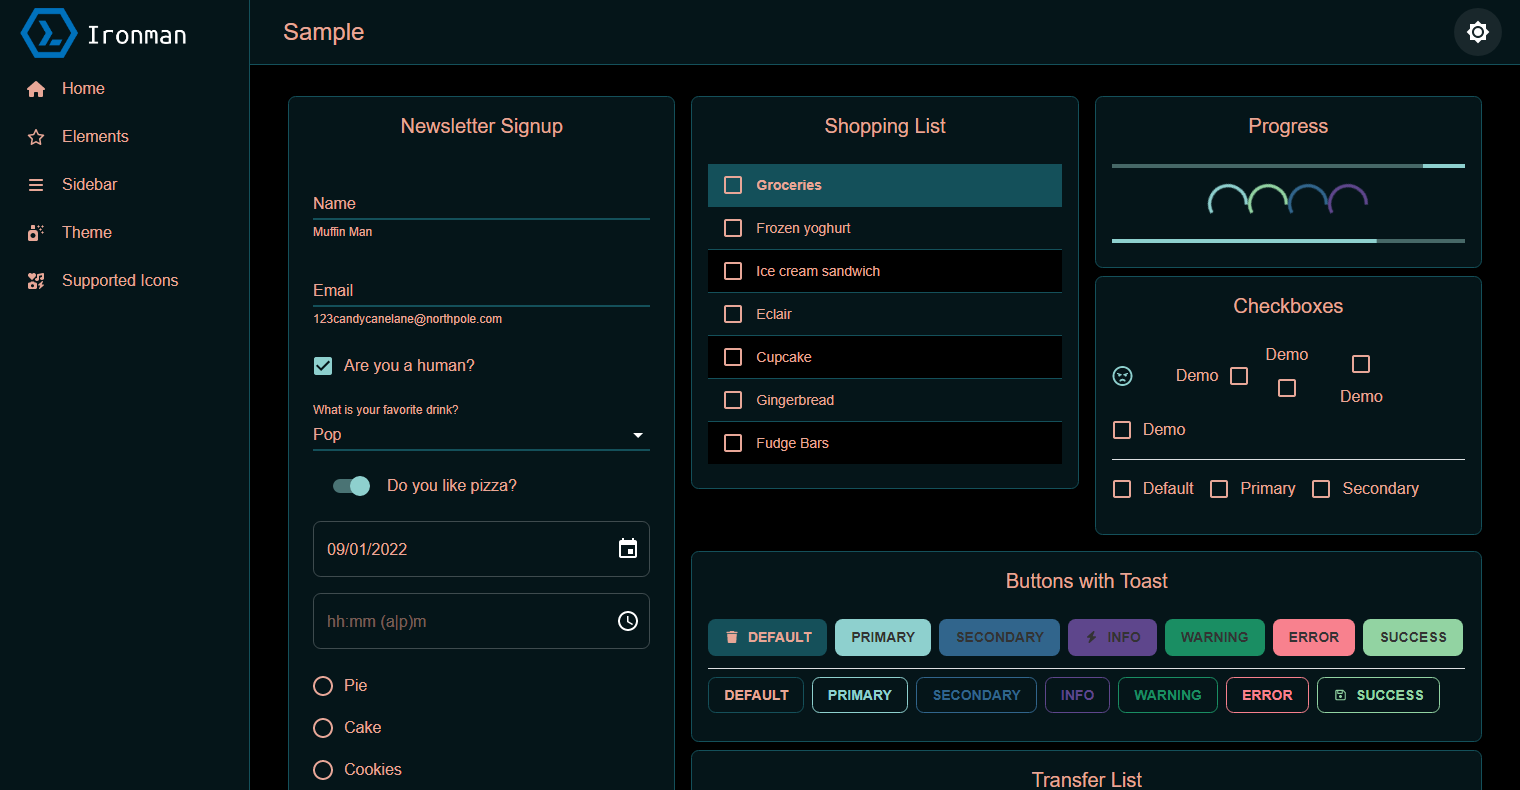 Ironman
Home
Elements
Sidebar
Theme
Supported Icons
Sample
Newsletter Signup
Name
Muffin Man
Email
123candycanelane@northpole.com
Are you a human?
What is your favorite drink?
Pop
Do you like pizza?
09/01/2022
hh:mm (a|p)m
Pie
Cake
Cookies
Shopping List
Groceries
Frozen yoghurt
Ice cream sandwich
Eclair
Cupcake
Gingerbread
Fudge Bars
Progress
Checkboxes
Demo
Demo
Demo
Demo
Default Primary Secondary
Buttons with Toast
DEFAULT PRIMARY SECONDARY INFO WARNING ERROR SUCCESS
DEFAULT PRIMARY SECONDARY INFO WARNING ERROR SUCCESS
Transfer List